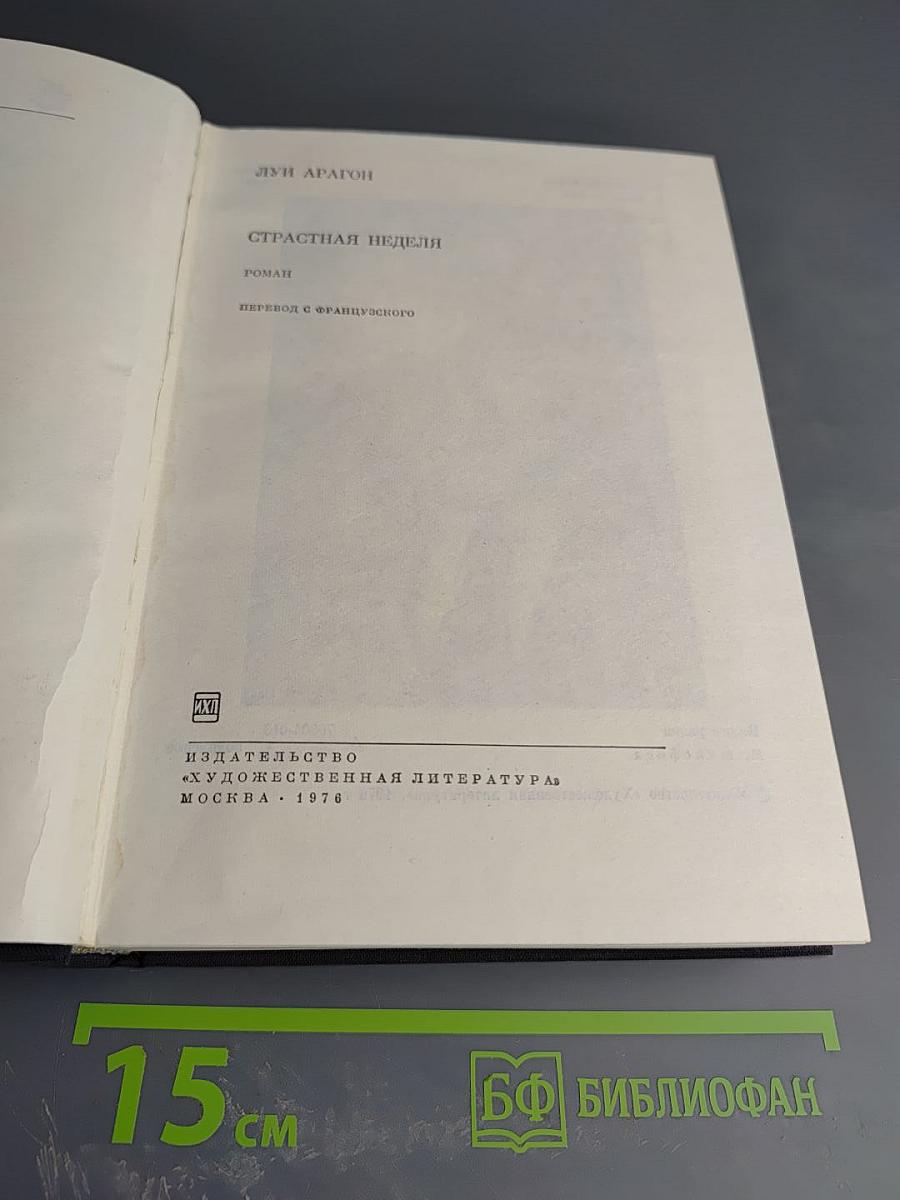 ЛУИ АРАГОН
СТРАСТНАЯ НЕДЕЛЯ
РОМАН
ПЕРЕВОД С ФРАНЦУЗСКОГО
ИХЛ
ИЗДАТЕЛЬСТВО
«ХУДОЖЕСТВЕННАЯ ЛИТЕРАТУРА»
МОСКВА · 1976
15 см
БФ БИБЛИОФАН